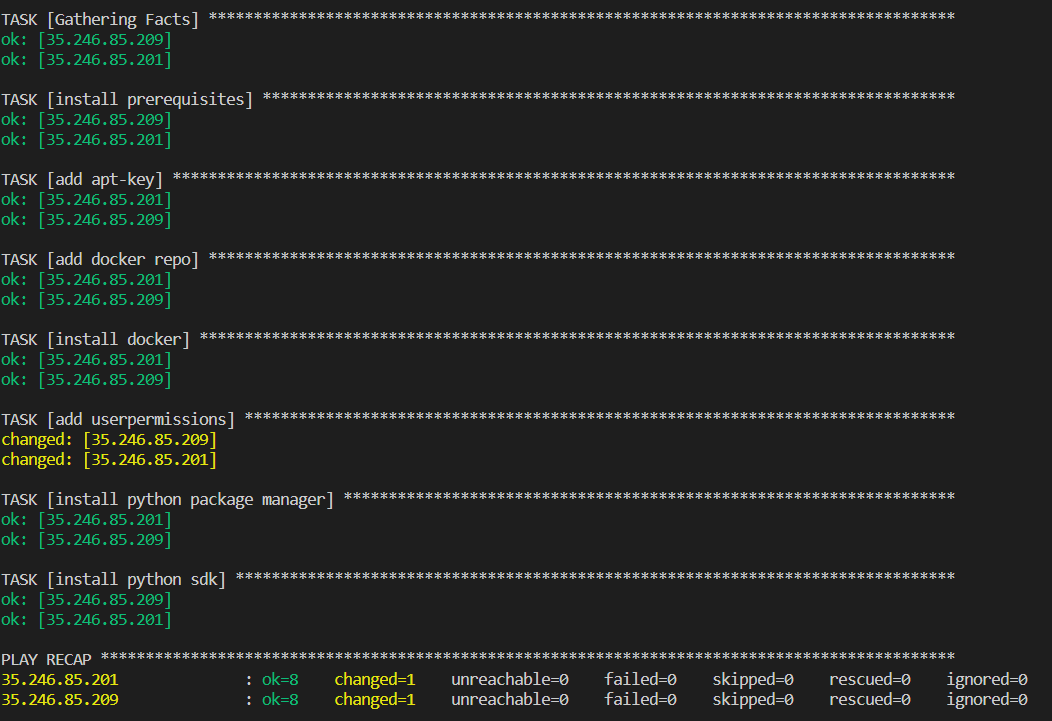 TASK [Gathering Facts] ***********************************************************************************
ok: [35.246.85.209]
ok: [35.246.85.201]
TASK [install prerequisites] *****************************************************************************
ok: [35.246.85.209]
ok: [35.246.85.201]
TASK [add apt-key] ***************************************************************************************
ok: [35.246.85.201]
ok: [35.246.85.209]
TASK [add docker repo] ***********************************************************************************
ok: [35.246.85.201]
ok: [35.246.85.209]
TASK [install docker] ************************************************************************************
ok: [35.246.85.201]
ok: [35.246.85.209]
TASK [add userpermissions] *******************************************************************************
changed: [35.246.85.209]
changed: [35.246.85.201]
TASK [install python package manager] ********************************************************************
ok: [35.246.85.201]
ok: [35.246.85.209]
TASK [install python sdk] ********************************************************************************
ok: [35.246.85.209]
ok: [35.246.85.201]
PLAY RECAP ***********************************************************************************************
35.246.85.201              : ok=8    changed=1    unreachable=0    failed=0    skipped=0    rescued=0    ignored=0
35.246.85.209              : ok=8    changed=1    unreachable=0    failed=0    skipped=0    rescued=0    ignored=0